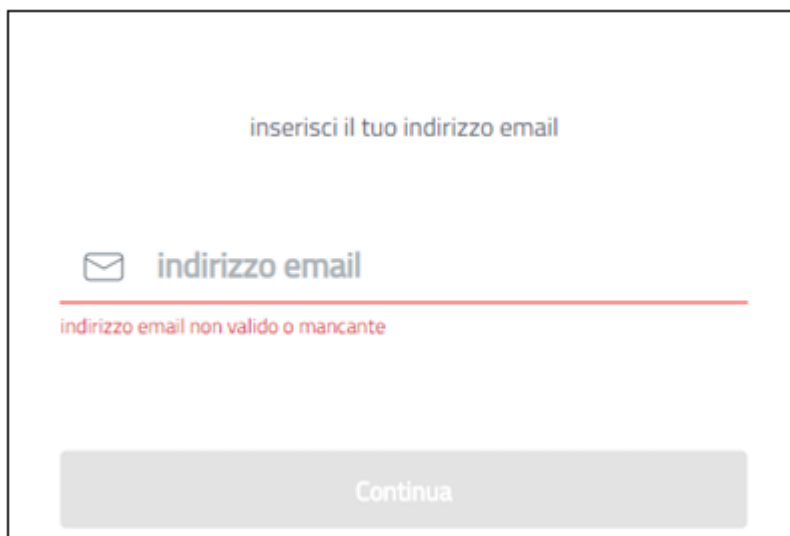 inserisci il tuo indirizzo email
indirizzo email
indirizzo email non valido o mancante
Continua